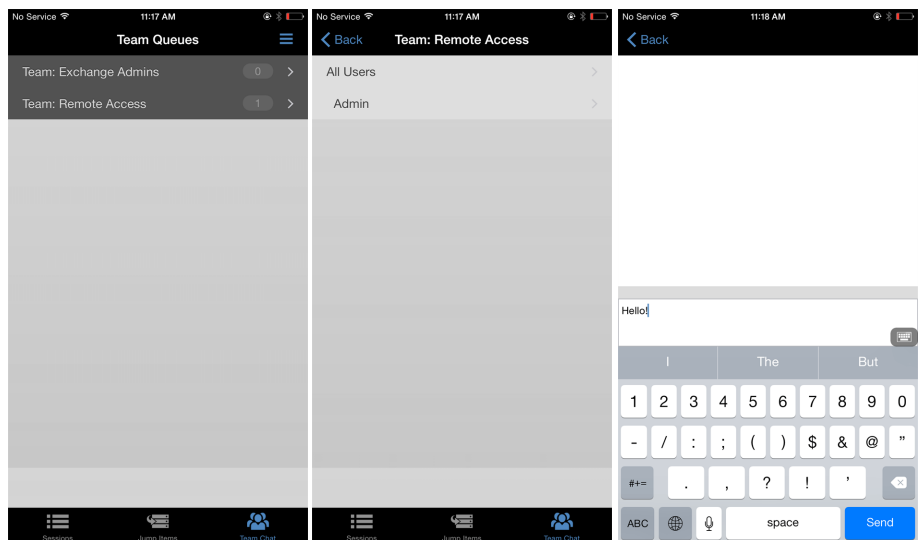 No Service 11:17 AM
Team Queues
Team: Exchange Admins 0
Team: Remote Access 1
Sessions Jump Items Team Chat
No Service 11:17 AM
Back Team: Remote Access
All Users
Admin
Sessions Jump Items Team Chat
No Service 11:18 AM
Back
Hello!
I The But
1 2 3 4 5 6 7 8 9 0
- / : ; ( ) $ & @ ”
#+= . , ? ! ’
ABC space Send